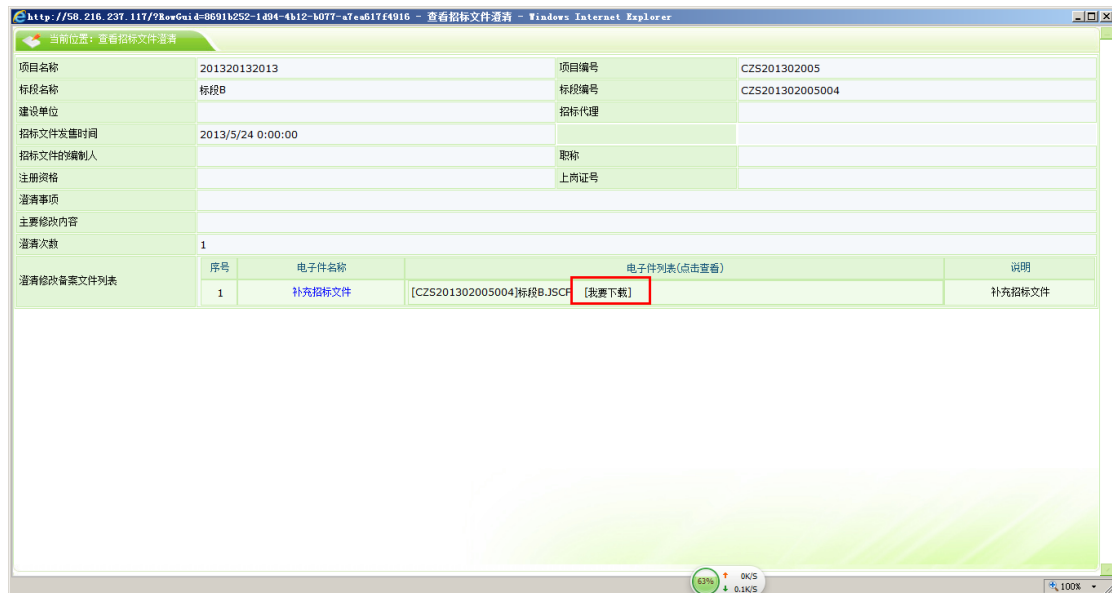 http://58.216.237.117/?RowGuid=8691b252-1d94-4b12-b077-a7ea617f4916 - 查看招标文件澄清 - Windows Internet Explorer
当前位置：查看招标文件澄清
项目名称 201320132013 项目编号 CZS201302005
标段名称 标段B 标段编号 CZS201302005004
建设单位 招标代理
招标文件发售时间 2013/5/24 0:00:00
招标文件的编制人 职称
注册资格 上岗证号
澄清事项
主要修改内容
澄清次数 1
澄清修改备案文件列表 序号 电子件名称 电子件列表(点击查看) 说明
1 补充招标文件 [CZS201302005004]标段B.JSCF [我要下载] 补充招标文件
63% 0K/S
0.1K/S
100%